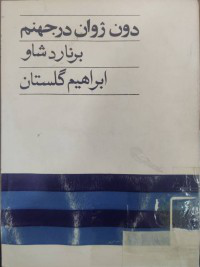 دون ژوان در جهنم
برنارد شاو
ابراهیم گلستان